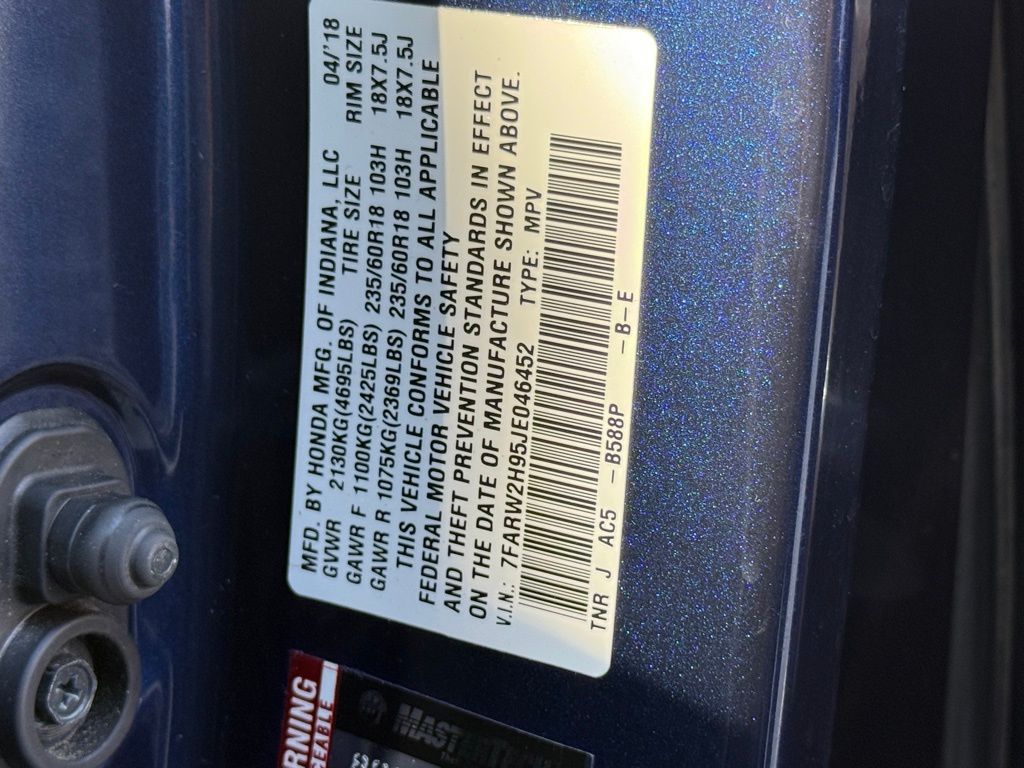 MFD. BY HONDA MFG. OF INDIANA, LLC 04/'18
GVWR 2130KG(4695LBS) TIRE SIZE RIM SIZE
GAWR F 1100KG(2425LBS) 235/60R18 103H 18X7.5J
GAWR R 1075KG(2369LBS) 235/60R18 103H 18X7.5J
THIS VEHICLE CONFORMS TO ALL APPLICABLE
FEDERAL MOTOR VEHICLE SAFETY
AND THEFT PREVENTION STANDARDS IN EFFECT
ON THE DATE OF MANUFACTURE SHOWN ABOVE.
V.I.N.: 7FARW2H95JE046452 TYPE: MPV
TNR J AC5 -B588P -B-E